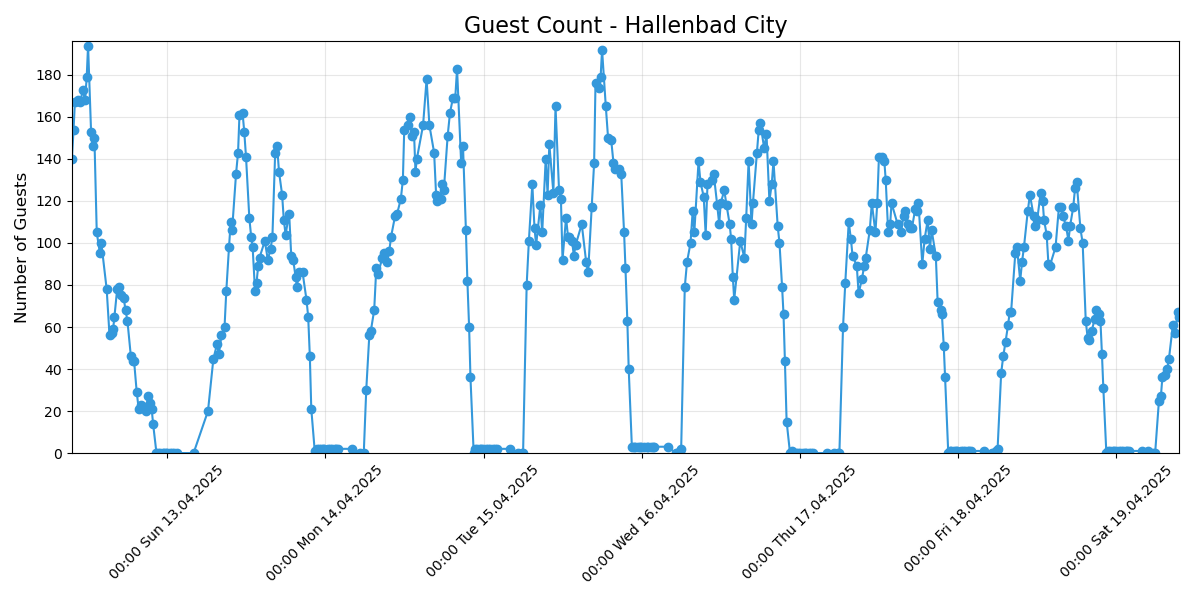 Guest Count - Hallenbad City
Number of Guests
180
160
140
120
100
80
60
40
20
0
00:00 Sun 13.04.2025
00:00 Mon 14.04.2025
00:00 Tue 15.04.2025
00:00 Wed 16.04.2025
00:00 Thu 17.04.2025
00:00 Fri 18.04.2025
00:00 Sat 19.04.2025